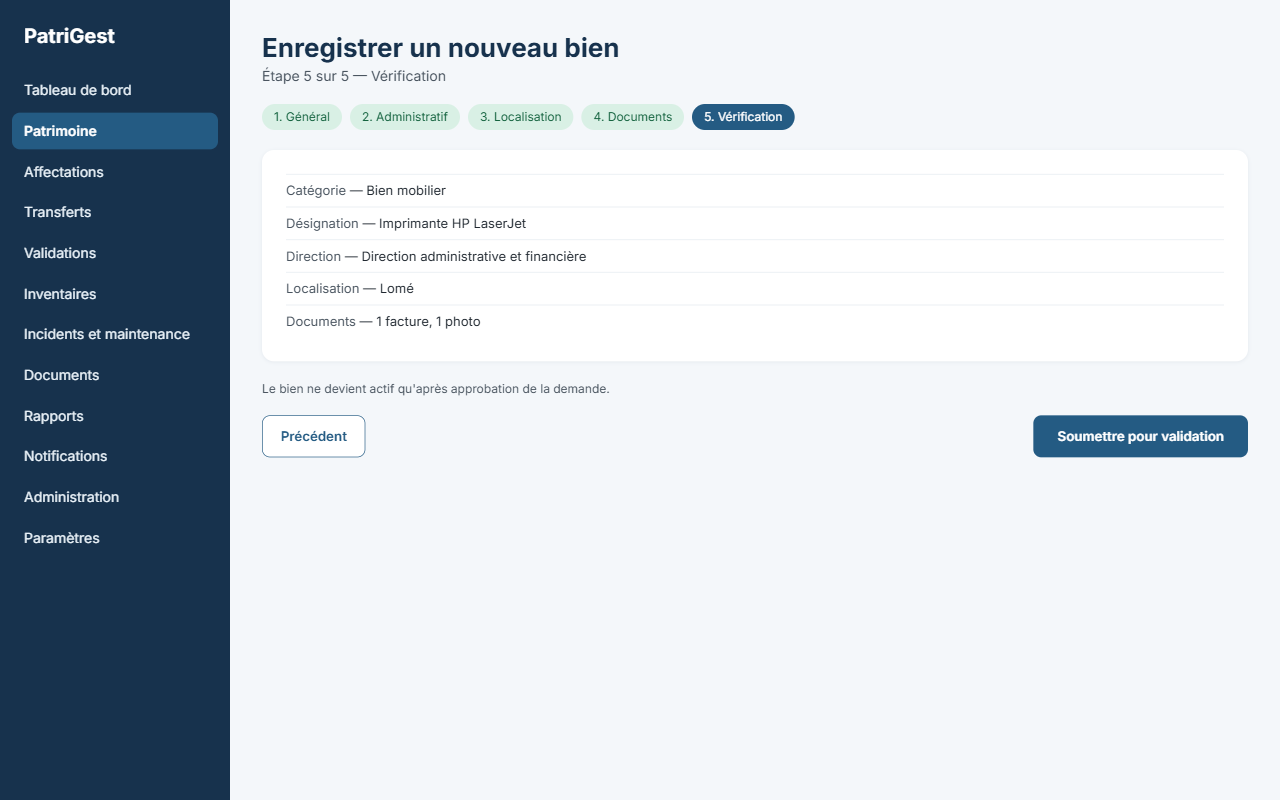 PatriGest
Tableau de bord
Patrimoine
Affectations
Transferts
Validations
Inventaires
Incidents et maintenance
Documents
Rapports
Notifications
Administration
Paramètres
Enregistrer un nouveau bien
Étape 5 sur 5 — Vérification
1. Général 2. Administratif 3. Localisation 4. Documents 5. Vérification
Catégorie — Bien mobilier
Désignation — Imprimante HP LaserJet
Direction — Direction administrative et financière
Localisation — Lomé
Documents — 1 facture, 1 photo
Le bien ne devient actif qu'après approbation de la demande.
Précédent Soumettre pour validation